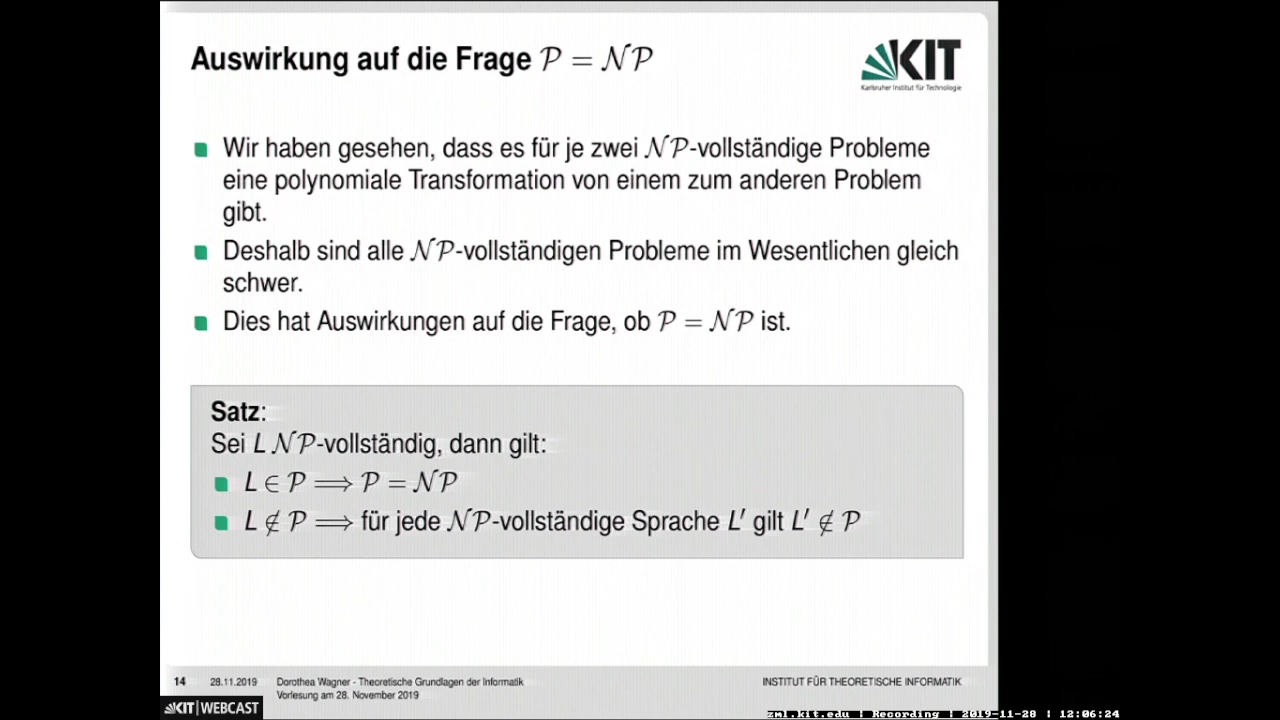 Auswirkung auf die Frage 𝒫 = 𝒩𝒫
KIT
Karlsruher Institut für Technologie
Wir haben gesehen, dass es für je zwei 𝒩𝒫-vollständige Probleme
eine polynomiale Transformation von einem zum anderen Problem
gibt.
Deshalb sind alle 𝒩𝒫-vollständigen Probleme im Wesentlichen gleich
schwer.
Dies hat Auswirkungen auf die Frage, ob 𝒫 = 𝒩𝒫 ist.
Satz:
Sei L 𝒩𝒫-vollständig, dann gilt:
L ∈ 𝒫 ⟹ 𝒫 = 𝒩𝒫
L ∉ 𝒫 ⟹ für jede 𝒩𝒫-vollständige Sprache L′ gilt L′ ∉ 𝒫
14 28.11.2019 Dorothea Wagner - Theoretische Grundlagen der Informatik INSTITUT FÜR THEORETISCHE INFORMATIK
Vorlesung am 28. November 2019
KIT | WEBCAST
zml.kit.edu | Recording | 2019-11-28 | 12:06:24